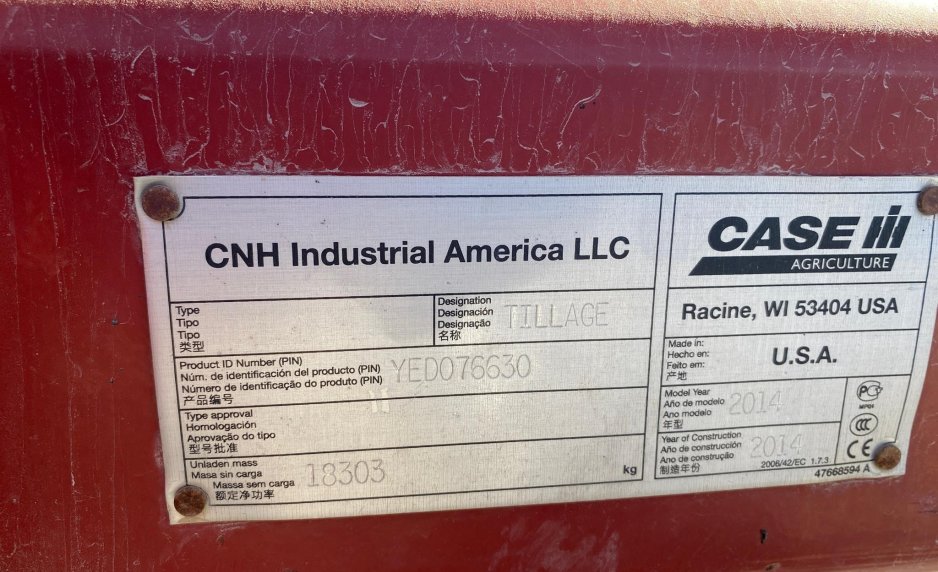 CNH Industrial America LLC
CASE IH
AGRICULTURE
Type
Tipo
Tipo
类型
Designation
Designación
Designação
名称
TILLAGE
Racine, WI 53404 USA
Product ID Number (PIN)
Núm. de identificación del producto (PIN)
Número de identificação do produto (PIN)
产品编号
YED076630
Made in:
Hecho en:
Feito em:
产地
U.S.A.
Type approval
Homologación
Aprovação do tipo
型号批准
Model Year
Año de modelo
Ano modelo
年型
2014
Unladen mass
Masa sin carga
Massa sem carga
额定净功率
18303
kg
Year of Construction
Año de construcción
Ano de construção
制造年份
2014
2006/42/EC 1.7.3.
MP04
CCC
CE
47668594 A